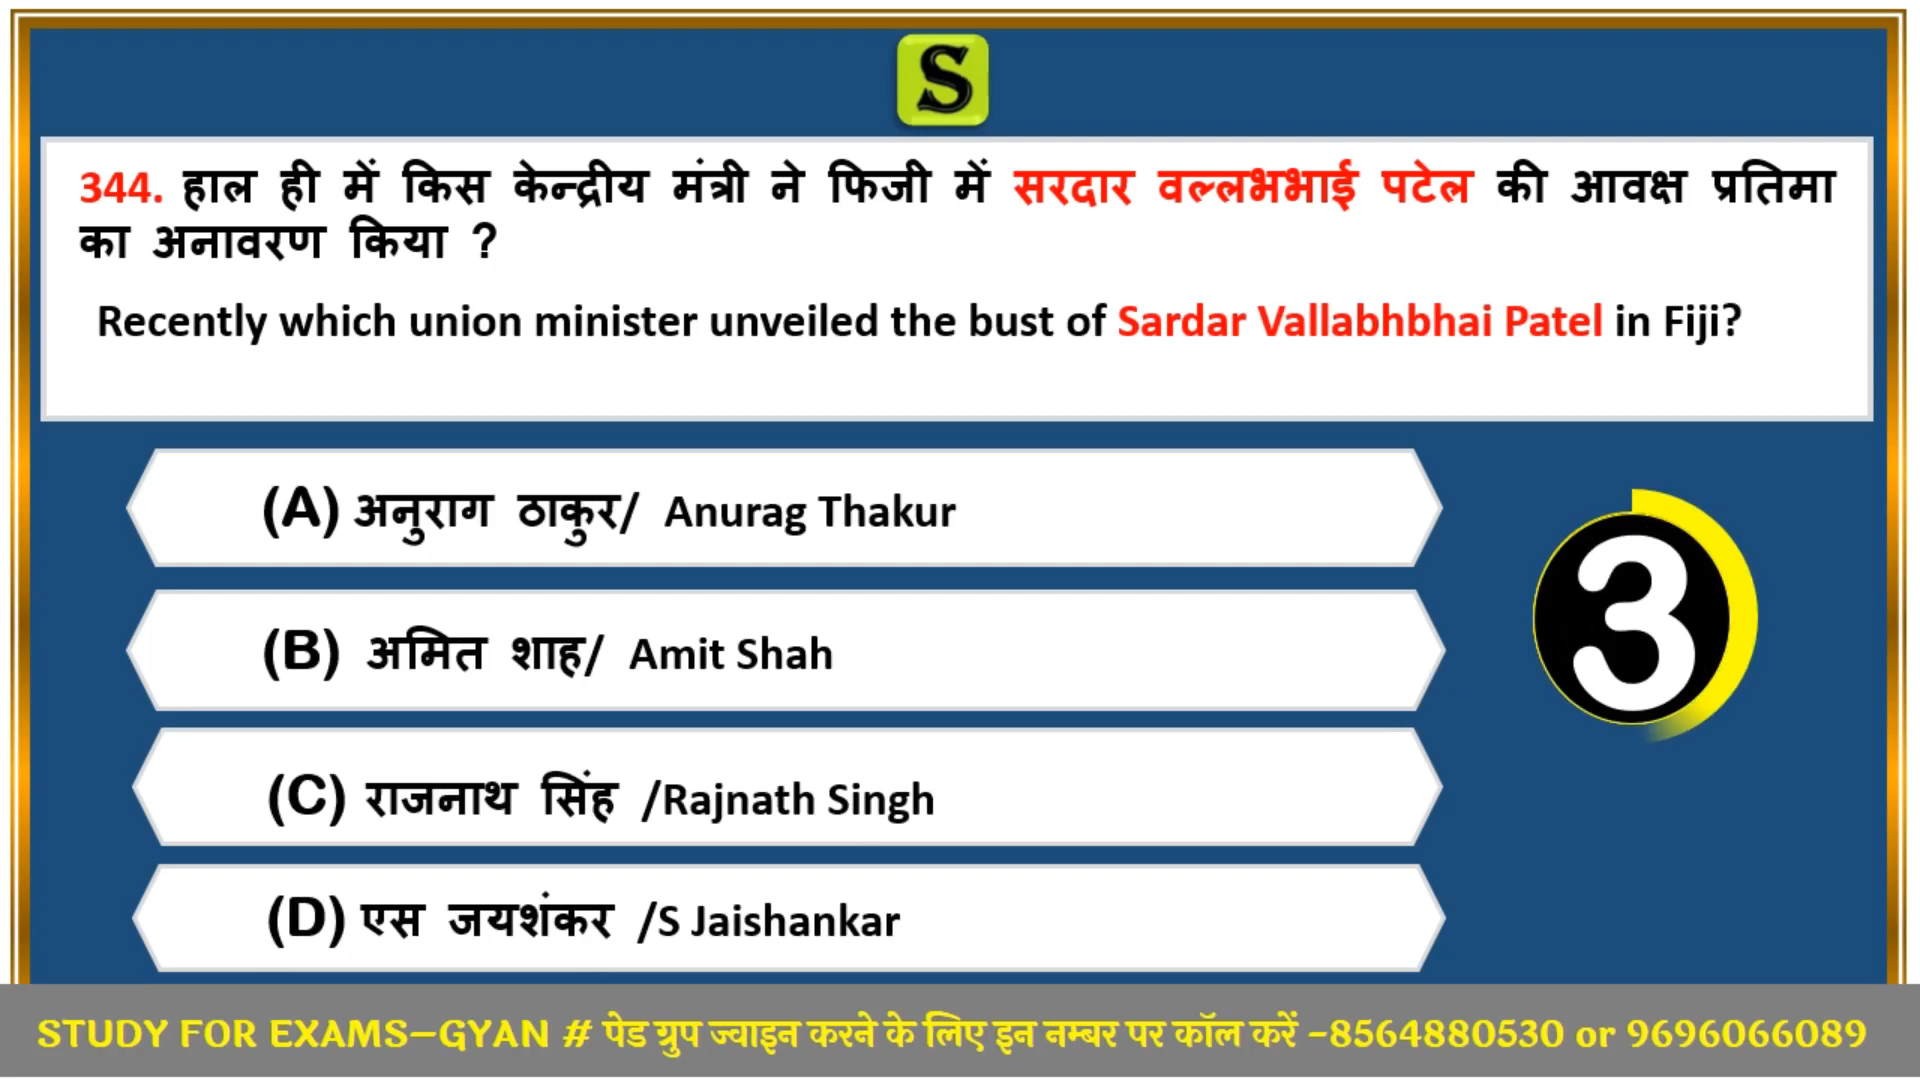 S
344. हाल ही में किस केन्द्रीय मंत्री ने फिजी में सरदार वल्लभभाई पटेल की आवक्ष प्रतिमा
का अनावरण किया ?
Recently which union minister unveiled the bust of Sardar Vallabhbhai Patel in Fiji?
(A) अनुराग ठाकुर/ Anurag Thakur
(B) अमित शाह/ Amit Shah
3
(C) राजनाथ सिंह /Rajnath Singh
(D) एस जयशंकर /S Jaishankar
STUDY FOR EXAMS–GYAN # पेड ग्रुप ज्वाइन करने के लिए इन नम्बर पर कॉल करें -8564880530 or 9696066089